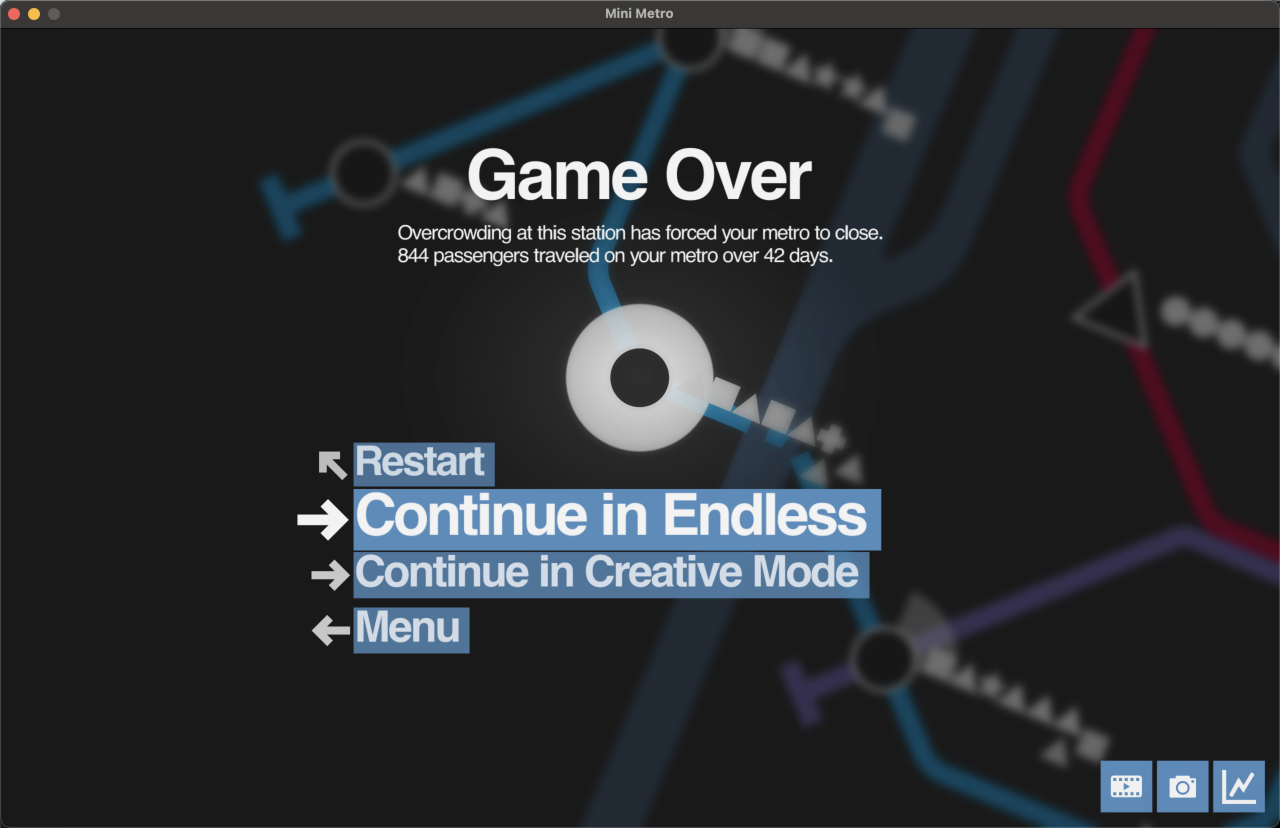 Mini Metro
Game Over
Overcrowding at this station has forced your metro to close.
844 passengers traveled on your metro over 42 days.
Restart
Continue in Endless
Continue in Creative Mode
Menu